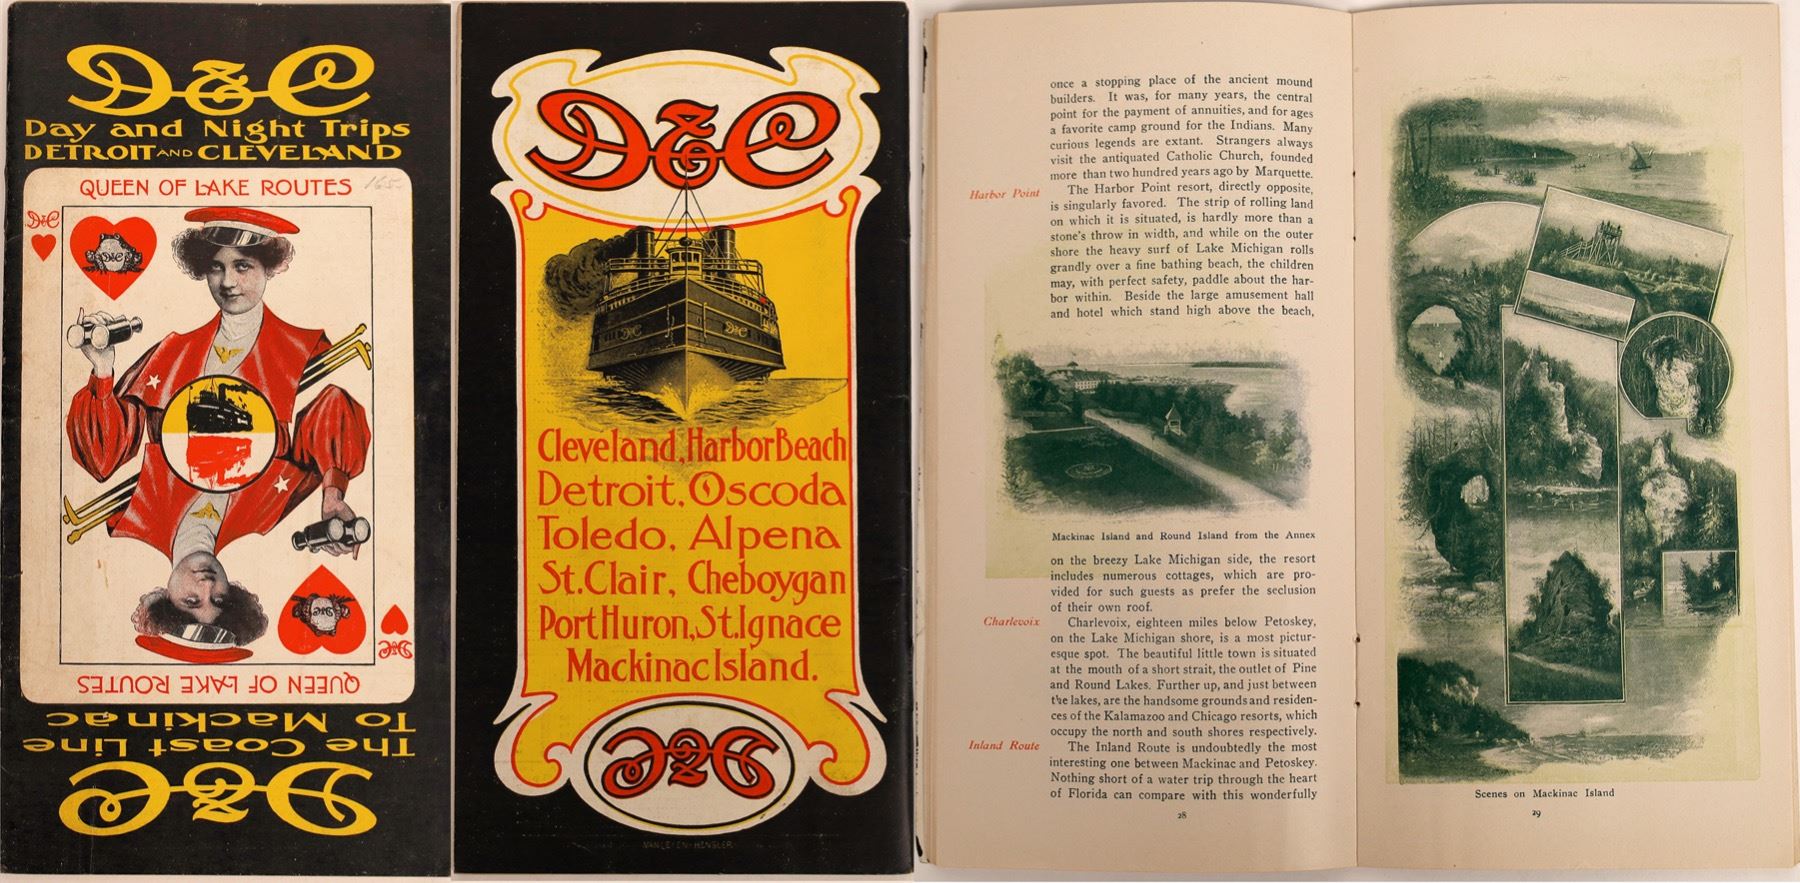 D&C
Day and Night Trips
DETROIT AND CLEVELAND
QUEEN OF LAKE ROUTES
165-
D&C
D&C
D&C
D&C
QUEEN OF LAKE ROUTES
To Mackinac
The Coast Line
D&C
D&C
D&C D&C
Cleveland, Harbor Beach
Detroit, Oscoda
Toledo, Alpena
St. Clair, Cheboygan
Port Huron, St. Ignace
Mackinac Island.
D&C
once a stopping place of the ancient mound
builders. It was, for many years, the central
point for the payment of annuities, and for ages
a favorite camp ground for the Indians. Many
curious legends are extant. Strangers always
visit the antiquated Catholic Church, founded
more than two hundred years ago by Marquette.
Harbor Point
The Harbor Point resort, directly opposite,
is singularly favored. The strip of rolling land
on which it is situated, is hardly more than a
stone's throw in width, and while on the outer
shore the heavy surf of Lake Michigan rolls
grandly over a fine bathing beach, the children
may, with perfect safety, paddle about the har-
bor within. Beside the large amusement hall
and hotel which stand high above the beach,
Mackinac Island and Round Island from the Annex
on the breezy Lake Michigan side, the resort
includes numerous cottages, which are pro-
vided for such guests as prefer the seclusion
of their own roof.
Charlevoix
Charlevoix, eighteen miles below Petoskey,
on the Lake Michigan shore, is a most pictur-
esque spot. The beautiful little town is situated
at the mouth of a short strait, the outlet of Pine
and Round Lakes. Further up, and just between
the lakes, are the handsome grounds and residen-
ces of the Kalamazoo and Chicago resorts, which
occupy the north and south shores respectively.
Inland Route
The Inland Route is undoubtedly the most
interesting one between Mackinac and Petoskey.
Nothing short of a water trip through the heart
of Florida can compare with this wonderfully
28
Scenes on Mackinac Island
29